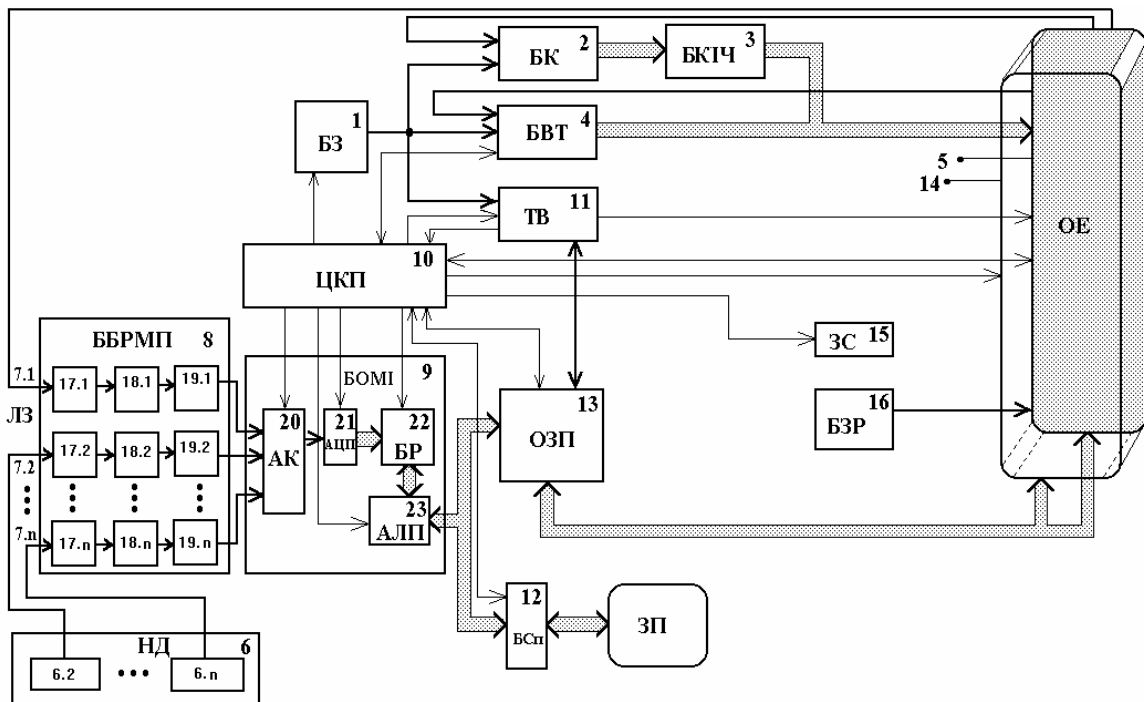 БК 2
БКІЧ 3
БЗ 1
БВТ 4
5
14
ОЕ
ТВ 11
ЦКП 10
ББРМП 8
7.1
17.1 18.1 19.1
ЛЗ
7.2
17.2 18.2 19.2
7.n
17.n 18.n 19.n
БОМІ 9
20 АК
21 АЦП
22 БР
23 АЛП
ЗС 15
13 ОЗП
16 БЗР
12 БСп
ЗП
НД 6
6.2 ••• 6.n